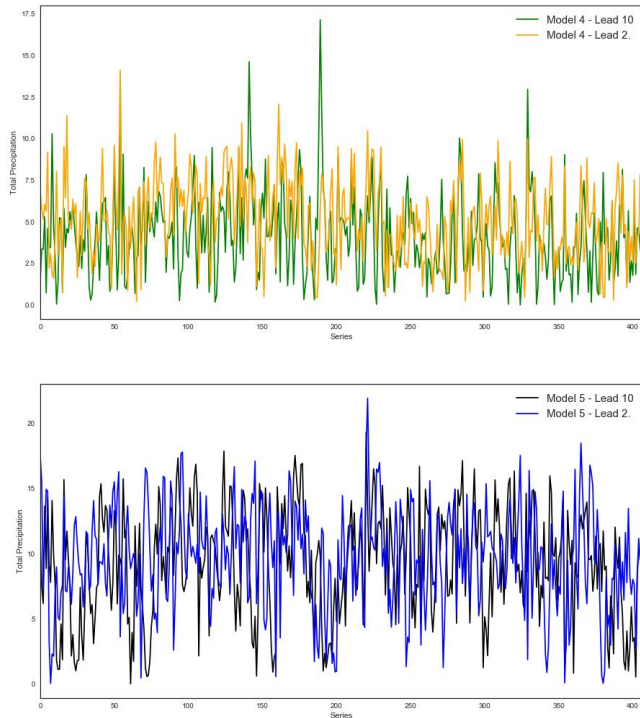 17.5
Model 4 - Lead 10
Model 4 - Lead 2.
15.0
12.5
10.0
Total Precipitation
7.5
5.0
2.5
0.0
0 50 100 150 200 250 300 350 400
Series
Model 5 - Lead 10
Model 5 - Lead 2.
20
15
Total Precipitation
10
5
0
0 50 100 150 200 250 300 350 400
Series